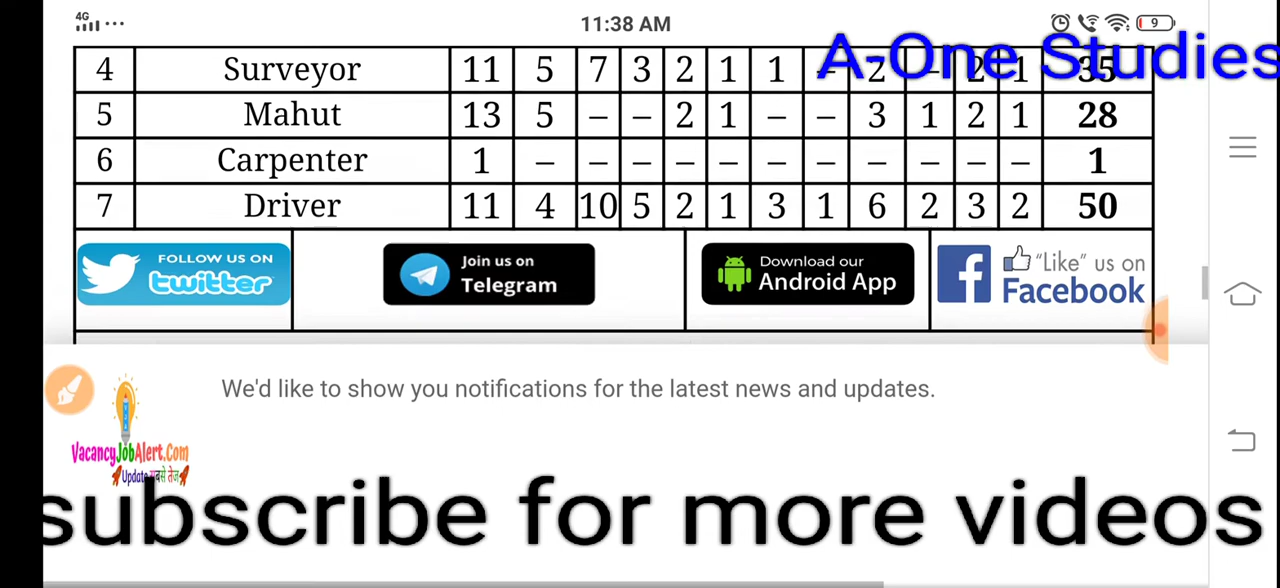 4G 11:38 AM 9
A-One Studies
4 Surveyor 11 5 7 3 2 1 1 – 2 – 2 1 35
5 Mahut 13 5 – – 2 1 – – 3 1 2 1 28
6 Carpenter 1 – – – – – – – – – – – 1
7 Driver 11 4 10 5 2 1 3 1 6 2 3 2 50
FOLLOW US ON
twitter
Join us on
Telegram
Download our
Android App
"Like" us on
Facebook
We'd like to show you notifications for the latest news and updates.
VacancyJobAlert.Com
Update सबसे तेज
subscribe for more videos